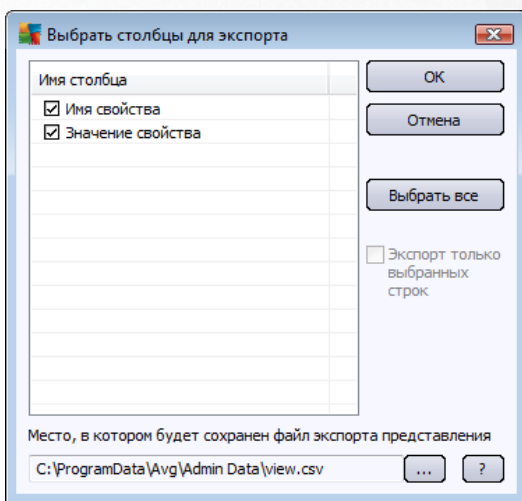 Выбрать столбцы для экспорта
Имя столбца
Имя свойства
Значение свойства
OK
Отмена
Выбрать все
Экспорт только
выбранных
строк
Место, в котором будет сохранен файл экспорта представления
C:\ProgramData\Avg\Admin Data\view.csv
...
?